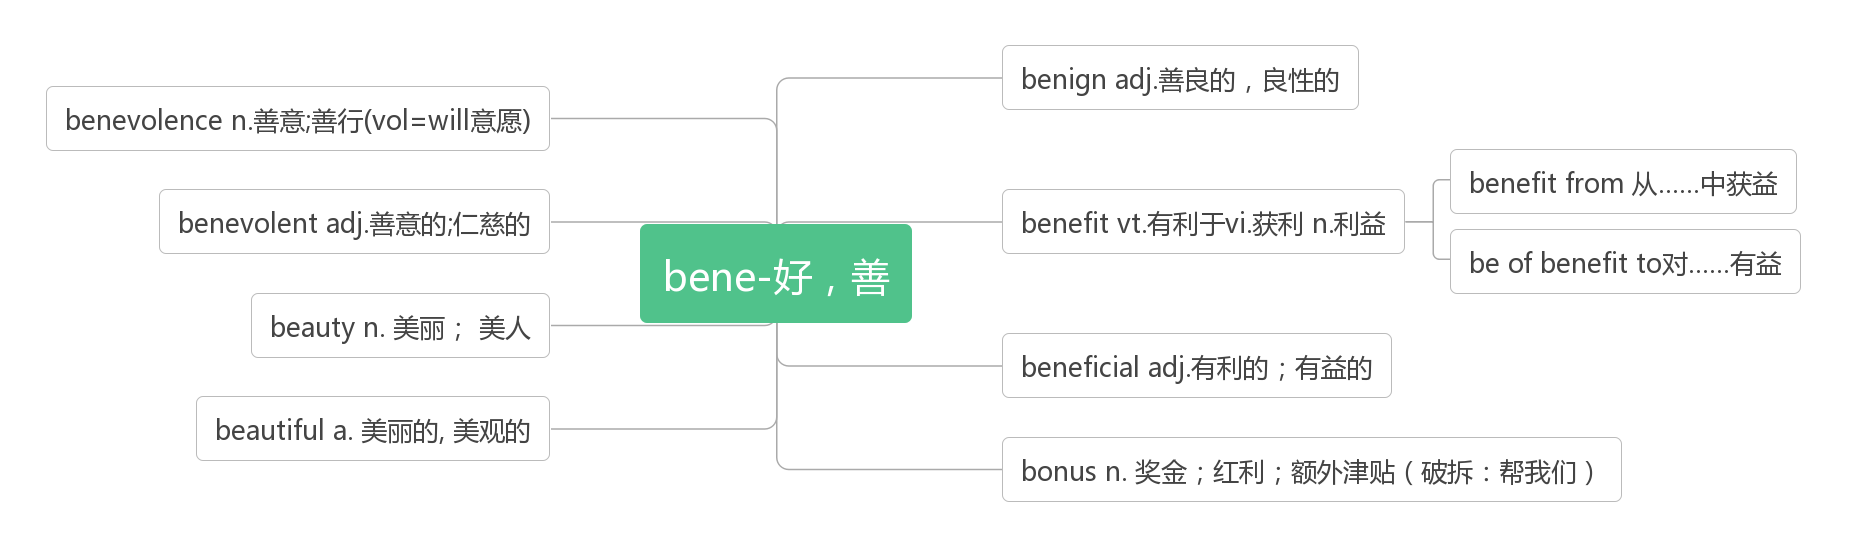 bene-好，善
benign adj.善良的，良性的
benefit vt.有利于vi.获利 n.利益
benefit from 从……中获益
be of benefit to对……有益
beneficial adj.有利的；有益的
bonus n. 奖金；红利；额外津贴（破拆：帮我们）
benevolence n.善意;善行(vol=will意愿)
benevolent adj.善意的;仁慈的
beauty n. 美丽； 美人
beautiful a. 美丽的, 美观的